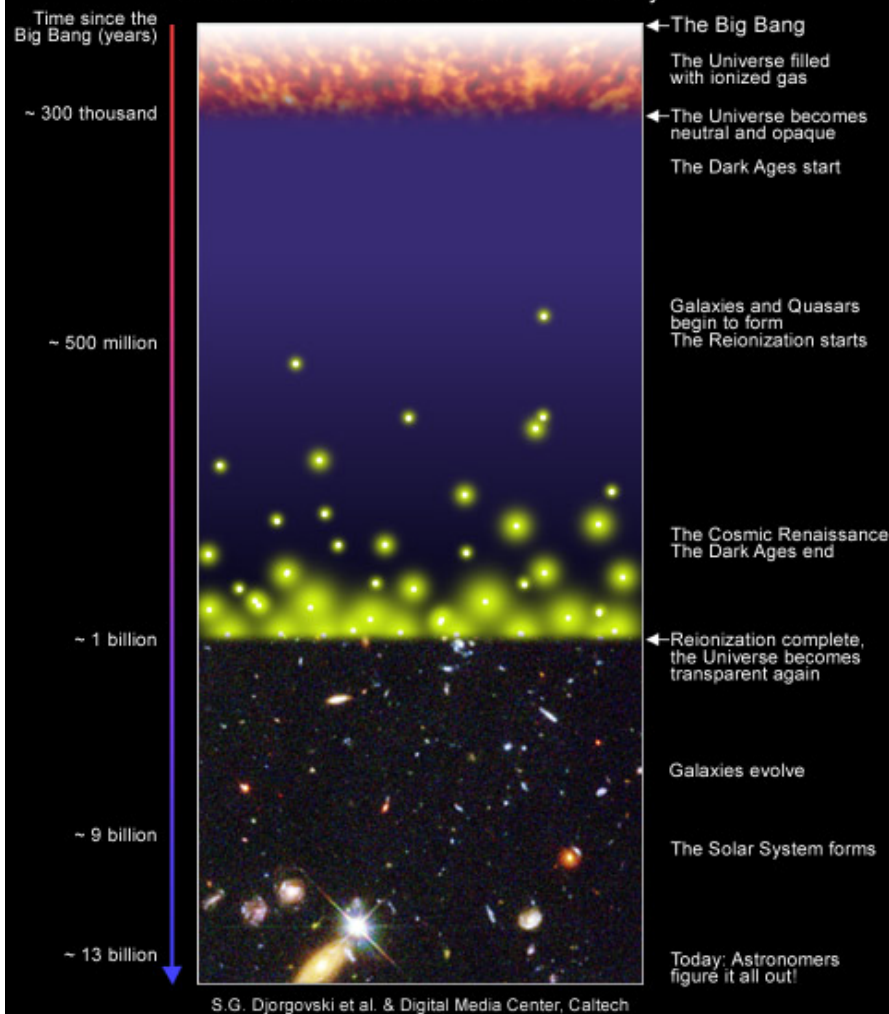 Time since the
Big Bang (years)
The Big Bang
The Universe filled
with ionized gas
~ 300 thousand
The Universe becomes
neutral and opaque
The Dark Ages start
Galaxies and Quasars
begin to form
The Reionization starts
~ 500 million
The Cosmic Renaissance
The Dark Ages end
~ 1 billion
Reionization complete,
the Universe becomes
transparent again
Galaxies evolve
~ 9 billion
The Solar System forms
~ 13 billion
Today: Astronomers
figure it all out!
S.G. Djorgovski et al. & Digital Media Center, Caltech